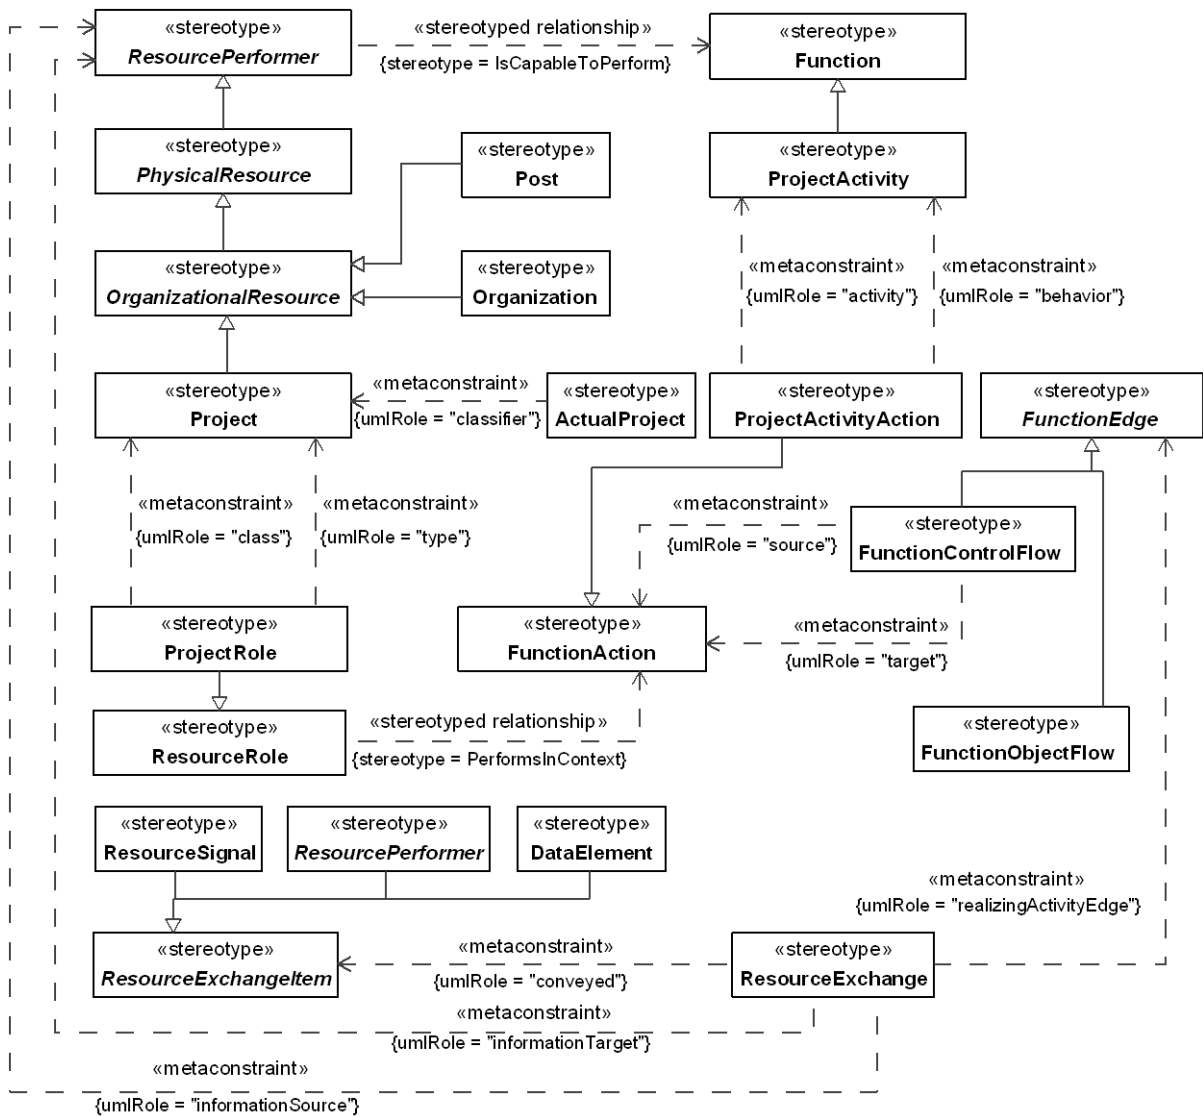 «stereotype»
ResourcePerformer
«stereotyped relationship»
{stereotype = IsCapableToPerform}
«stereotype»
Function
«stereotype»
PhysicalResource
«stereotype»
Post
«stereotype»
ProjectActivity
«stereotype»
OrganizationalResource
«stereotype»
Organization
«metaconstraint»
{umlRole = "activity"}
«metaconstraint»
{umlRole = "behavior"}
«stereotype»
Project
«metaconstraint»
{umlRole = "classifier"}
«stereotype»
ActualProject
«stereotype»
ProjectActivityAction
«stereotype»
FunctionEdge
«metaconstraint»
{umlRole = "class"}
«metaconstraint»
{umlRole = "type"}
«metaconstraint»
{umlRole = "source"}
«stereotype»
FunctionControlFlow
«stereotype»
ProjectRole
«stereotype»
FunctionAction
«metaconstraint»
{umlRole = "target"}
«stereotype»
ResourceRole
«stereotyped relationship»
{stereotype = PerformsInContext}
«stereotype»
FunctionObjectFlow
«stereotype»
ResourceSignal
«stereotype»
ResourcePerformer
«stereotype»
DataElement
«metaconstraint»
{umlRole = "realizingActivityEdge"}
«stereotype»
ResourceExchangeItem
«metaconstraint»
{umlRole = "conveyed"}
«stereotype»
ResourceExchange
«metaconstraint»
{umlRole = "informationTarget"}
«metaconstraint»
{umlRole = "informationSource"}